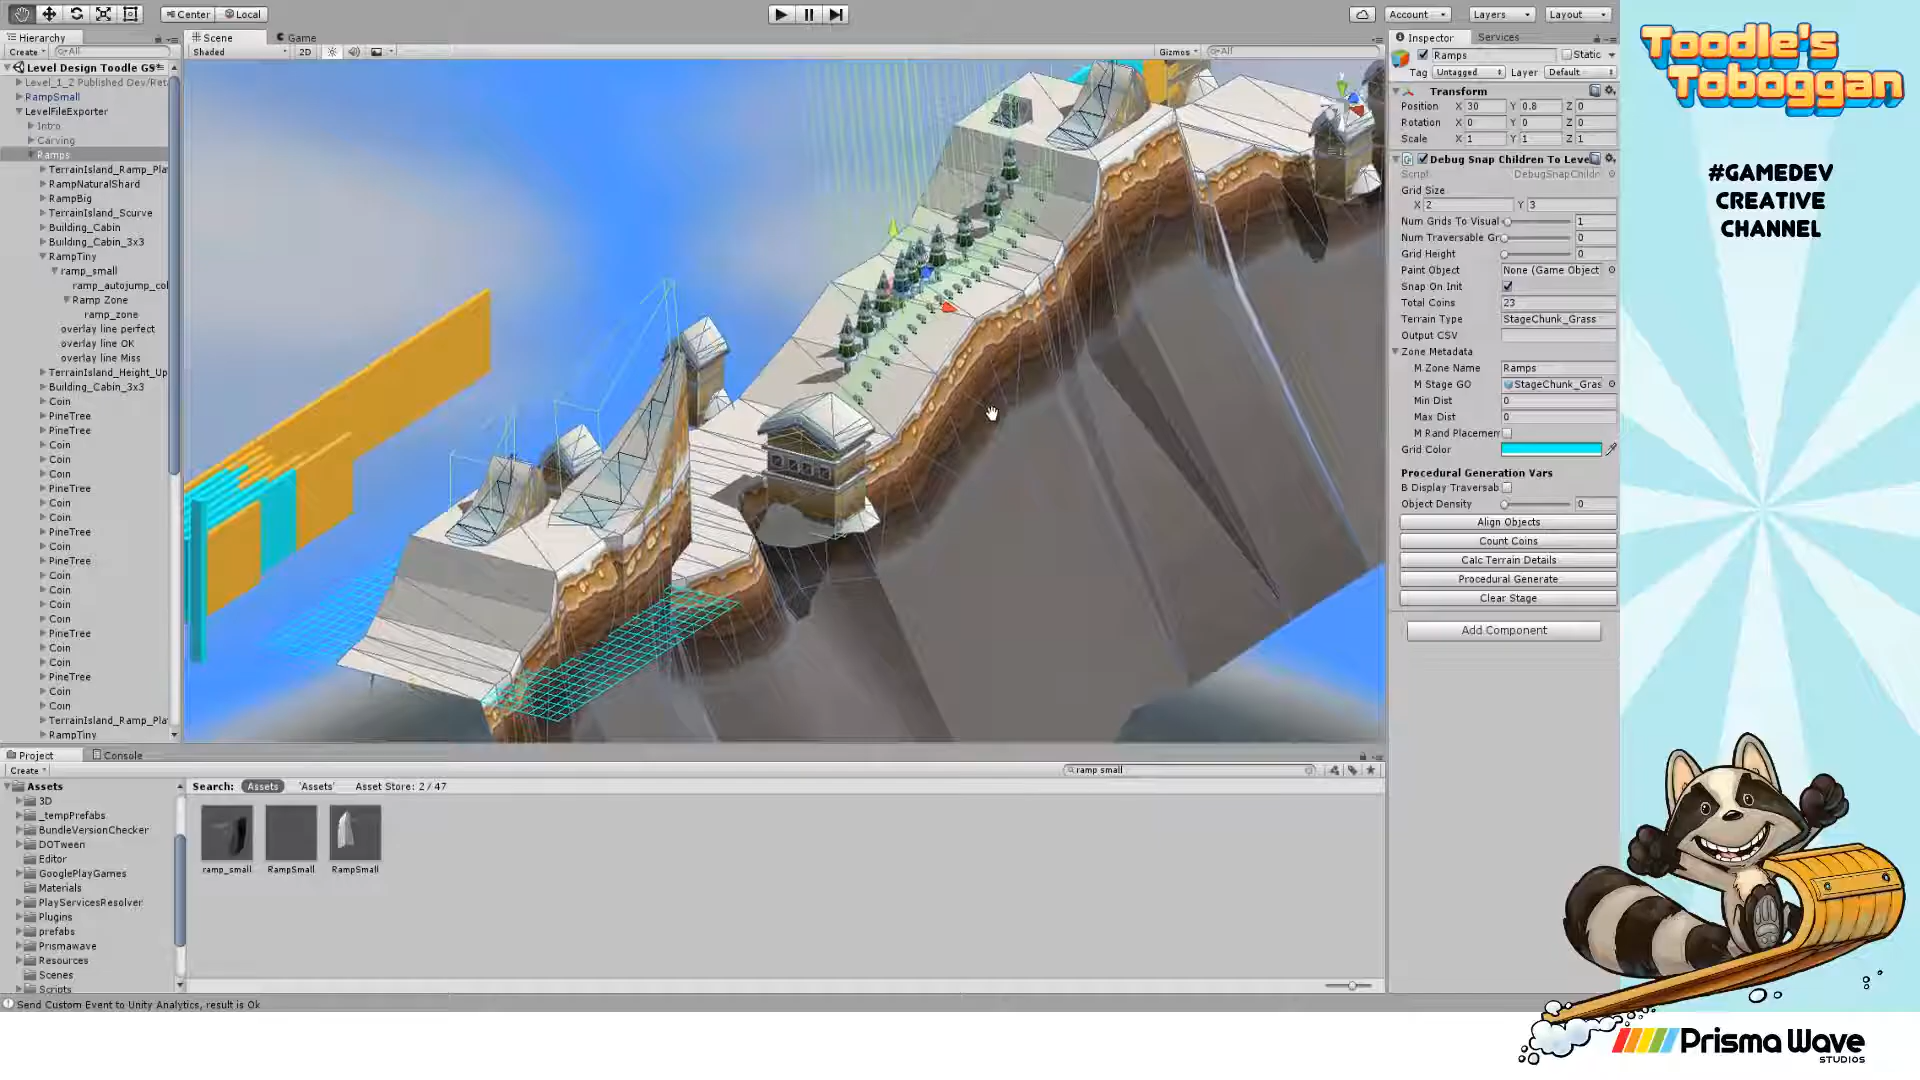 Center Local
Account Layers Layout
Hierarchy
Create All
Level Design Toodle GS
Level_1_2 Published Dev/Ret
RampSmall
LevelFileExporter
Intro
Carving
Ramps
TerrainIsland_Ramp_Pla
RampNaturalShard
RampBig
TerrainIsland_Scurve
Building_Cabin
Building_Cabin_3x3
RampTiny
ramp_small
ramp_autojump_col
Ramp Zone
ramp_zone
overlay line perfect
overlay line OK
overlay line Miss
TerrainIsland_Height_Up
Building_Cabin_3x3
Coin
PineTree
PineTree
Coin
Coin
Coin
PineTree
Coin
Coin
PineTree
Coin
PineTree
Coin
Coin
Coin
Coin
PineTree
Coin
Coin
PineTree
Coin
Coin
TerrainIsland_Ramp_Pla
RampTiny
Scene Game
Shaded 2D Gizmos All
Inspector Services
Ramps Static
Tag Untagged Layer Default
Transform
Position X 30 Y 0.8 Z 0
Rotation X 0 Y 0 Z 0
Scale X 1 Y 1 Z 1
Debug Snap Children To Leve
Script DebugSnapChildr
Grid Size
X 2 Y 3
Num Grids To Visual 1
Num Traversable Gr 0
Grid Height 0
Paint Object None (Game Object
Snap On Init
Total Coins 23
Terrain Type StageChunk_Grass
Output CSV
Zone Metadata
M Zone Name Ramps
M Stage GO StageChunk_Gras
Min Dist 0
Max Dist 0
M Rand Placemen
Grid Color
Procedural Generation Vars
B Display Traversab
Object Density 0
Align Objects
Count Coins
Calc Terrain Details
Procedural Generate
Clear Stage
Add Component
Project Console
Create ramp small
Assets
3D
_tempPrefabs
BundleVersionChecker
DOTween
Editor
GooglePlayGames
Materials
PlayServicesResolver
Plugins
prefabs
Prismawave
Resources
Scenes
Scripts
Search: Assets 'Assets' Asset Store: 2 / 47
ramp_small RampSmall RampSmall
Send Custom Event to Unity Analytics, result is Ok
Toodle's
Toboggan
#GAMEDEV
CREATIVE
CHANNEL
Prisma Wave
STUDIOS